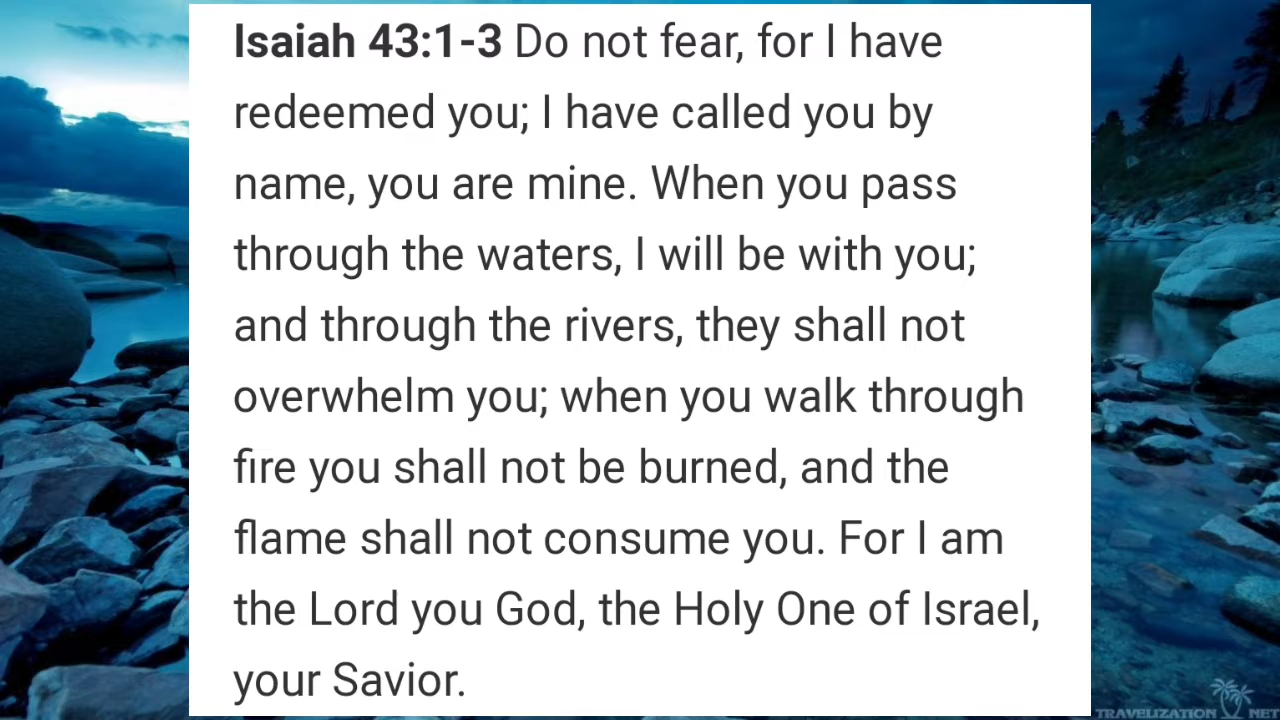 Isaiah 43:1-3 Do not fear, for I have
redeemed you; I have called you by
name, you are mine. When you pass
through the waters, I will be with you;
and through the rivers, they shall not
overwhelm you; when you walk through
fire you shall not be burned, and the
flame shall not consume you. For I am
the Lord you God, the Holy One of Israel,
your Savior.
TRAVELIZATION NET